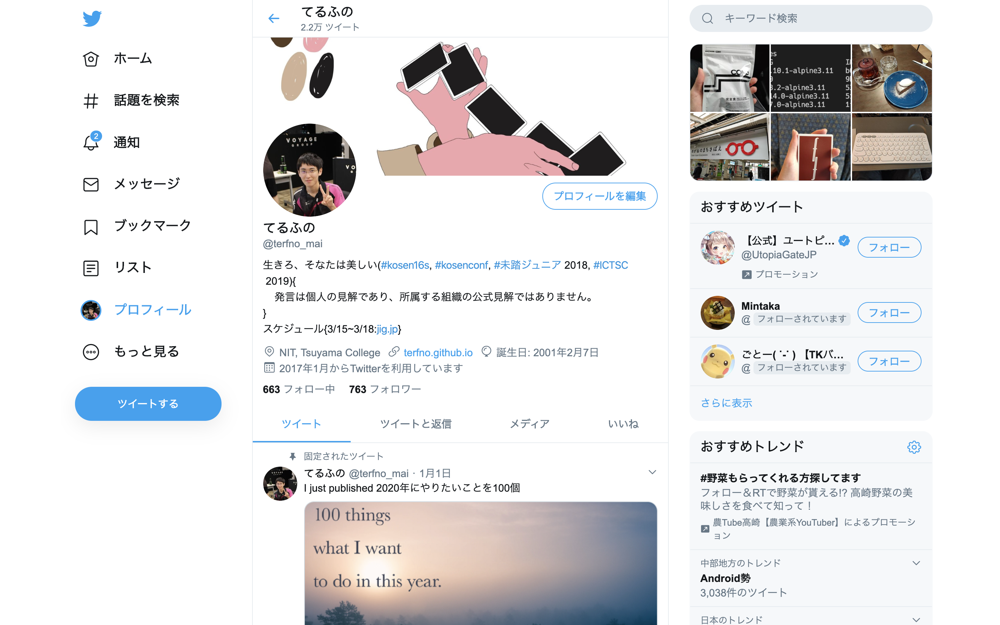 ホーム
話題を検索
2
通知
メッセージ
ブックマーク
リスト
プロフィール
もっと見る
ツイートする
てるふの
2.2万 ツイート
VOYAGE
GROUP
プロフィールを編集
てるふの
@terfno_mai
生きろ、そなたは美しい(#kosen16s, #kosenconf, #未踏ジュニア 2018, #ICTSC
2019){
発言は個人の見解であり、所属する組織の公式見解ではありません。
}
スケジュール{3/15~3/18:jig.jp}
NIT, Tsuyama College terfno.github.io 誕生日: 2001年2月7日
2017年1月からTwitterを利用しています
663 フォロー中 763 フォロワー
ツイート ツイートと返信 メディア いいね
固定されたツイート
てるふの @terfno_mai · 1月1日
I just published 2020年にやりたいことを100個
100 things
what I want
to do in this year.
キーワード検索
COMP
完全食
es
.10.1-alpine3.11
3.2-alpine3.11
14.0-alpine3.11
7.0-alpine3.11
めがねのまちさばえ
おすすめツイート
【公式】ユートピ...
@UtopiaGateJP
フォロー
プロモーション
Mintaka
@ フォローされています
フォロー
ごとー( ˙-˙ ) 【TKバ...
@ フォローされています
フォロー
さらに表示
おすすめトレンド
#野菜もらってくれる方探してます
フォロー＆RTで野菜が貰える!? 高崎野菜の美
味しさを食べて知って！
農Tube高崎【農業系YouTuber】によるプロモーシ
ョン
中部地方のトレンド
Android勢
3,038件のツイート
日本のトレンド